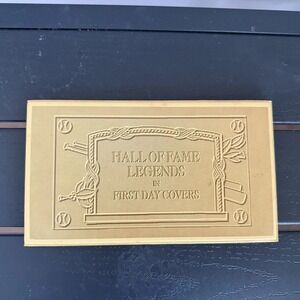 HALL OF FAME
LEGENDS
IN
FIRST DAY COVERS